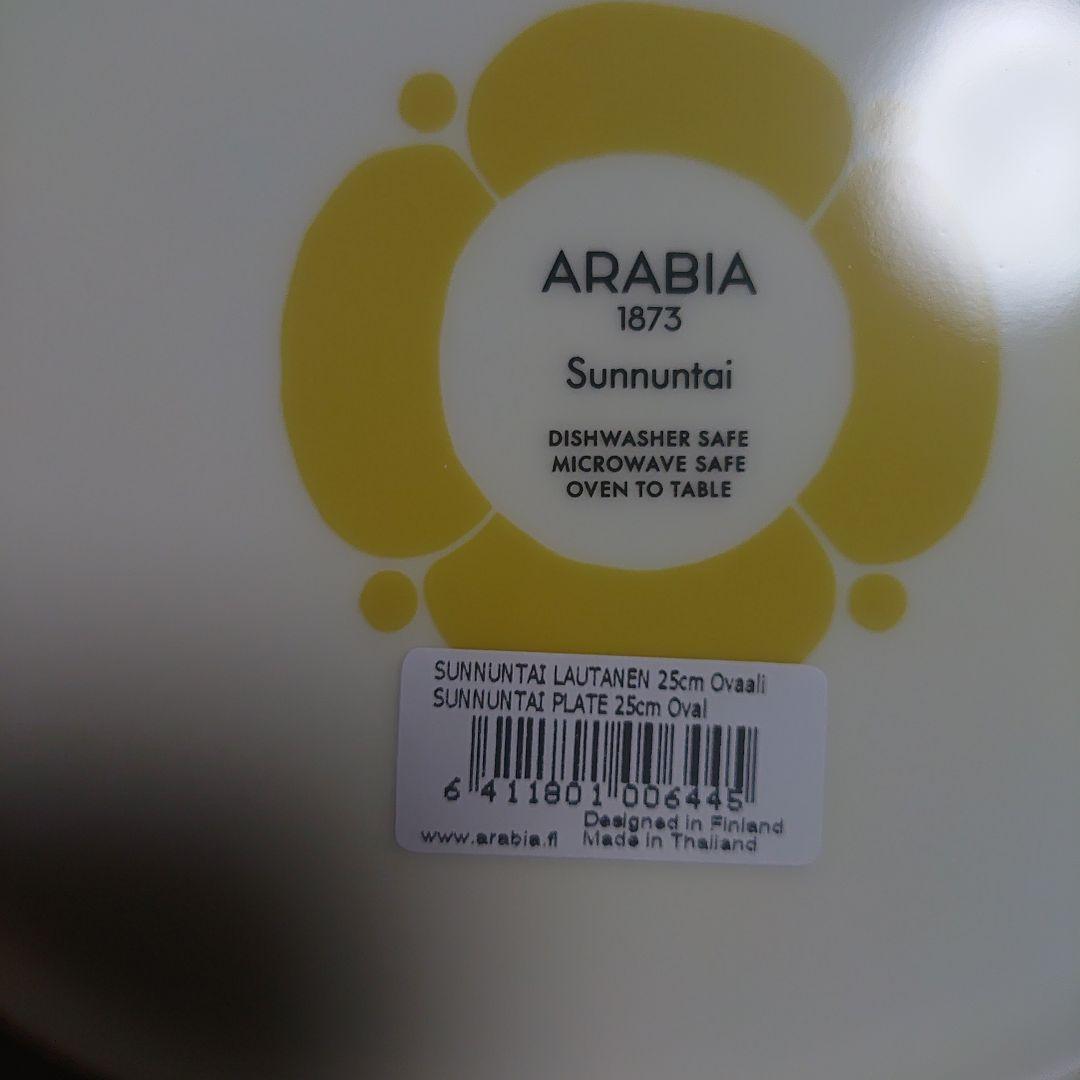 ARABIA
1873
Sunnuntai
DISHWASHER SAFE
MICROWAVE SAFE
OVEN TO TABLE
SUNNUNTAI LAUTANEN 25cm Ovaali
SUNNUNTAI PLATE 25cm Oval
6 411801 006445
Designed in Finland
www.arabia.fi Made in Thailand